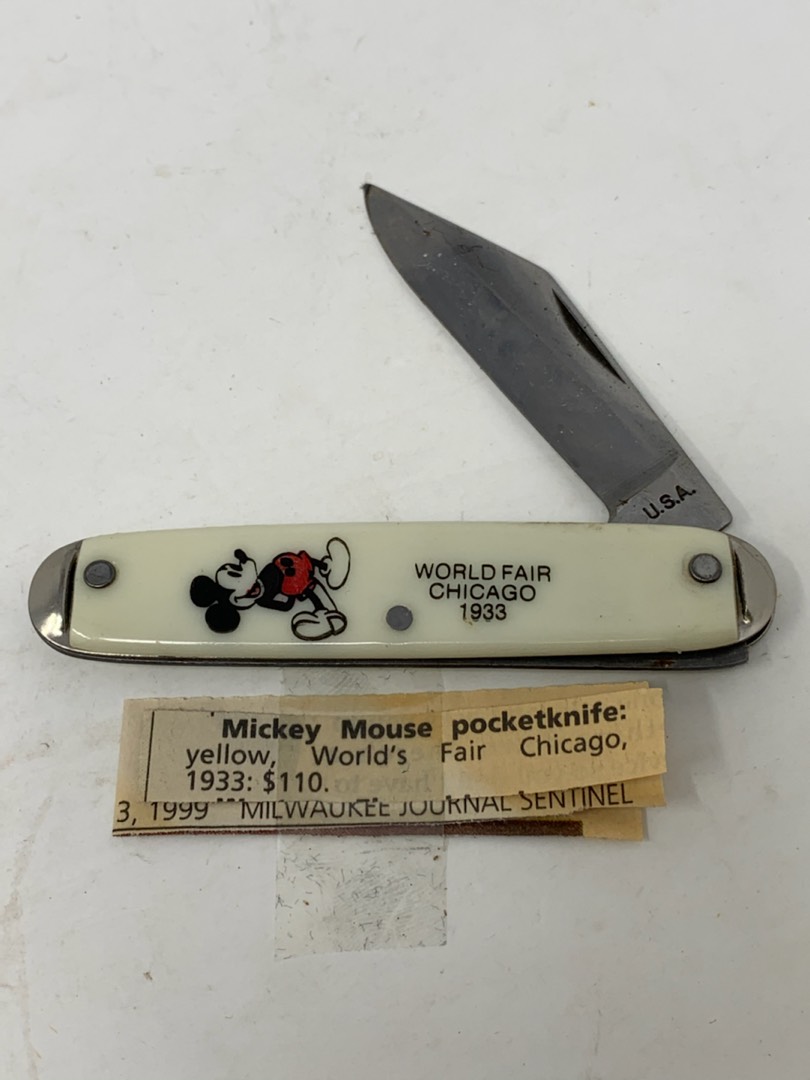 U.S.A.
WORLD FAIR
CHICAGO
1933
Mickey Mouse pocketknife:
yellow, World's Fair Chicago,
1933: $110.
3, 1999 MILWAUKEE JOURNAL SENTINEL